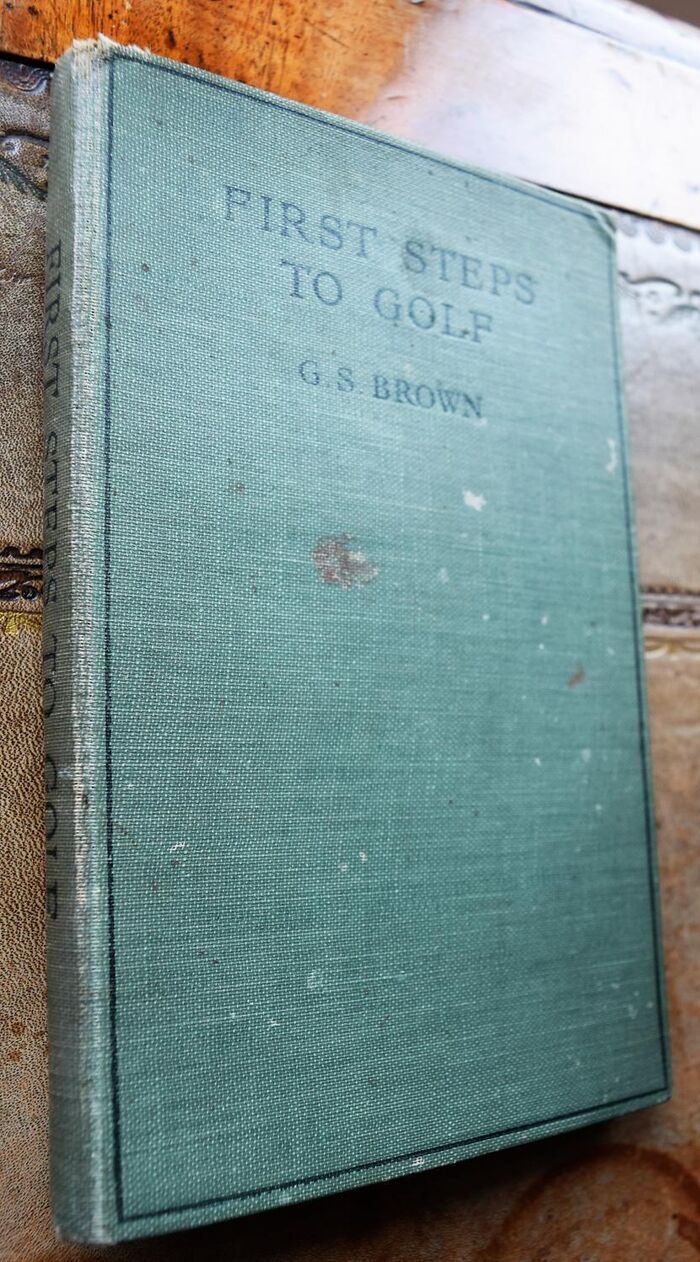 FIRST STEPS
TO GOLF
G. S. BROWN
FIRST STEPS TO GOLF